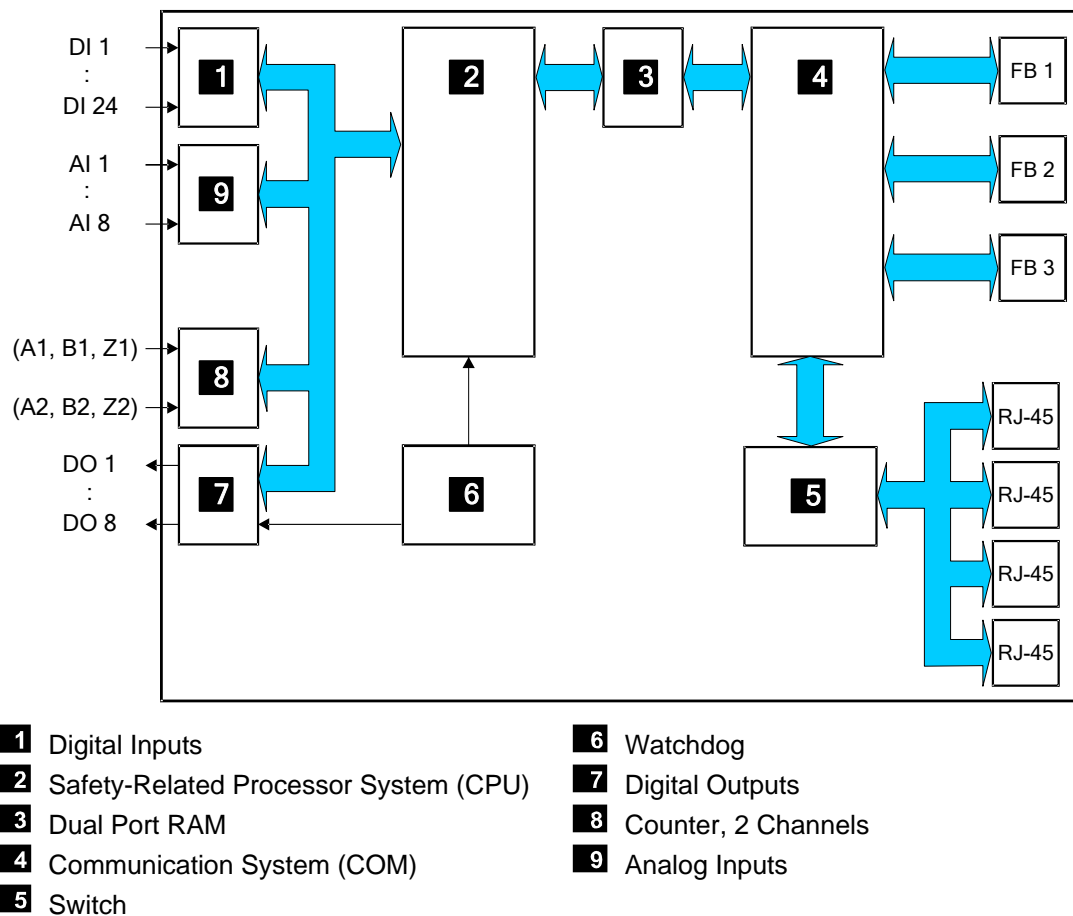 DI 1
:
DI 24
AI 1
:
AI 8
(A1, B1, Z1)
(A2, B2, Z2)
DO 1
:
DO 8
1
9
8
7
2
6
3
4
5
FB 1
FB 2
FB 3
RJ-45
RJ-45
RJ-45
RJ-45
1 Digital Inputs
2 Safety-Related Processor System (CPU)
3 Dual Port RAM
4 Communication System (COM)
5 Switch
6 Watchdog
7 Digital Outputs
8 Counter, 2 Channels
9 Analog Inputs